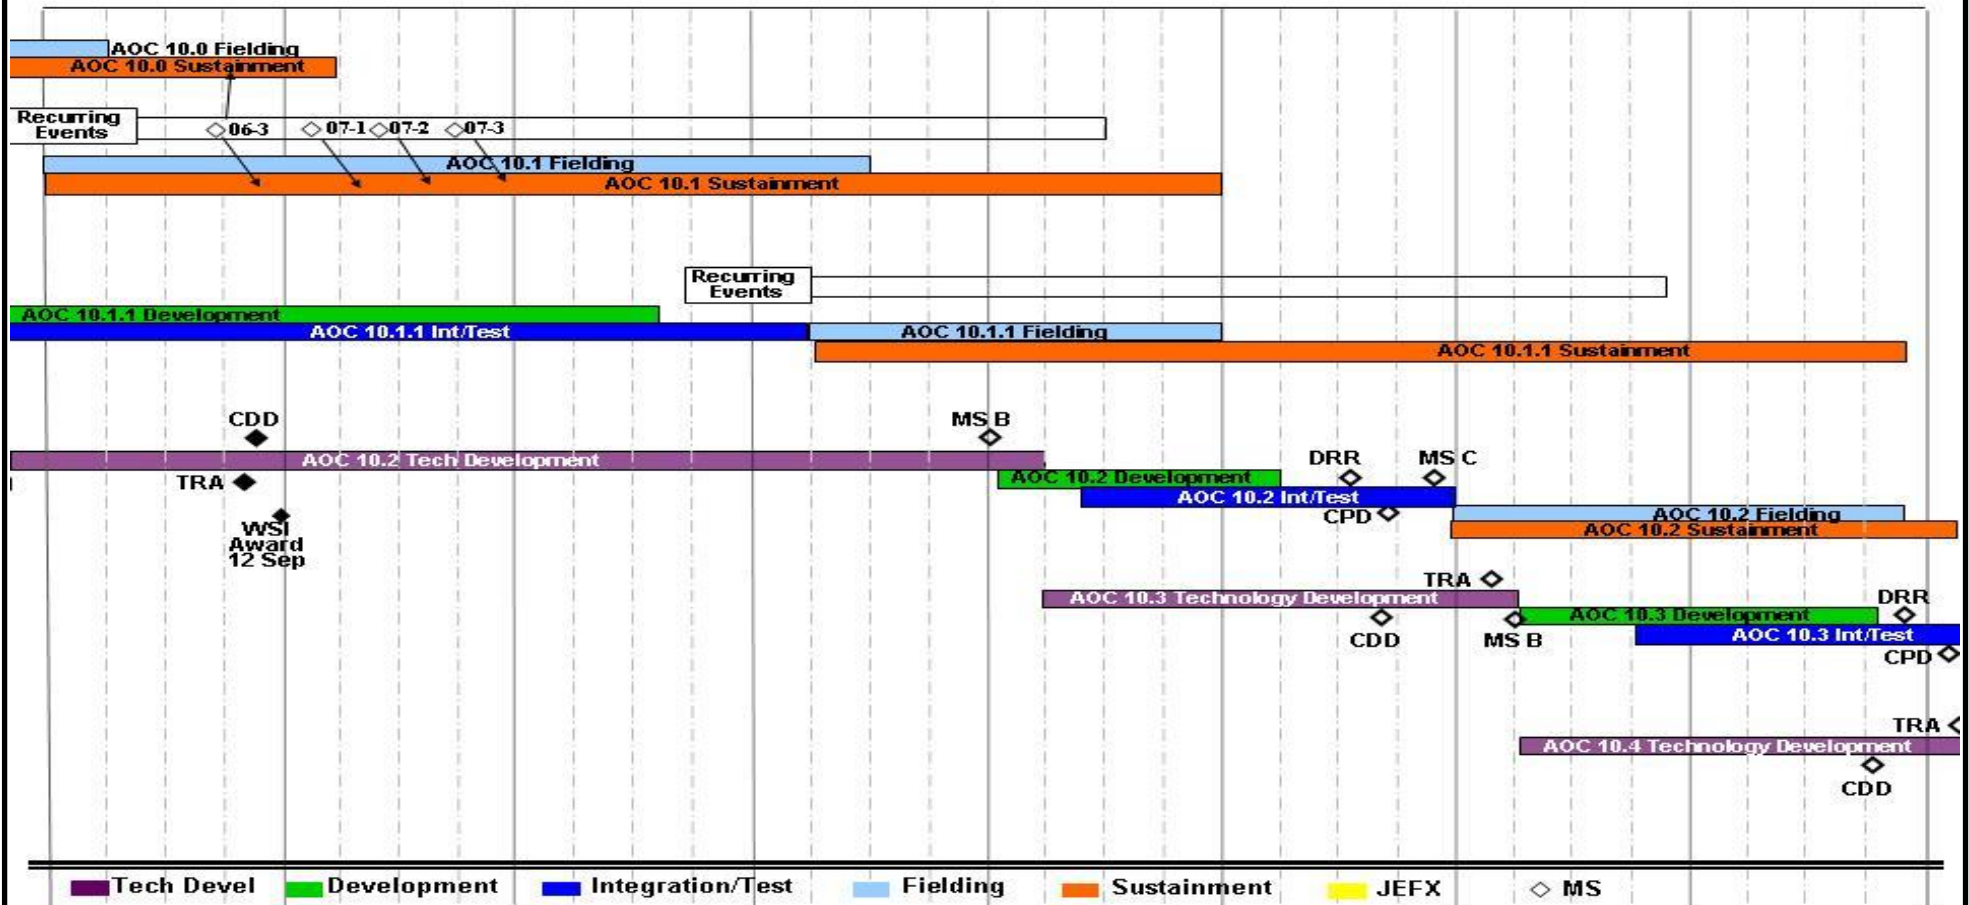 AOC 10.0 Fielding
AOC 10.0 Sustainment
Recurring
Events
06-3
07-1
07-2
07-3
AOC 10.1 Fielding
AOC 10.1 Sustainment
Recurring
Events
AOC 10.1.1 Development
AOC 10.1.1 Int/Test
AOC 10.1.1 Fielding
AOC 10.1.1 Sustainment
CDD
MS B
AOC 10.2 Tech Development
TRA
WSI
Award
12 Sep
AOC 10.2 Development
DRR
MS C
AOC 10.2 Int/Test
CPD
AOC 10.2 Fielding
AOC 10.2 Sustainment
TRA
AOC 10.3 Technology Development
CDD
MS B
AOC 10.3 Development
DRR
AOC 10.3 Int/Test
CPD
TRA
AOC 10.4 Technology Development
CDD
Tech Devel
Development
Integration/Test
Fielding
Sustainment
JEFX
MS